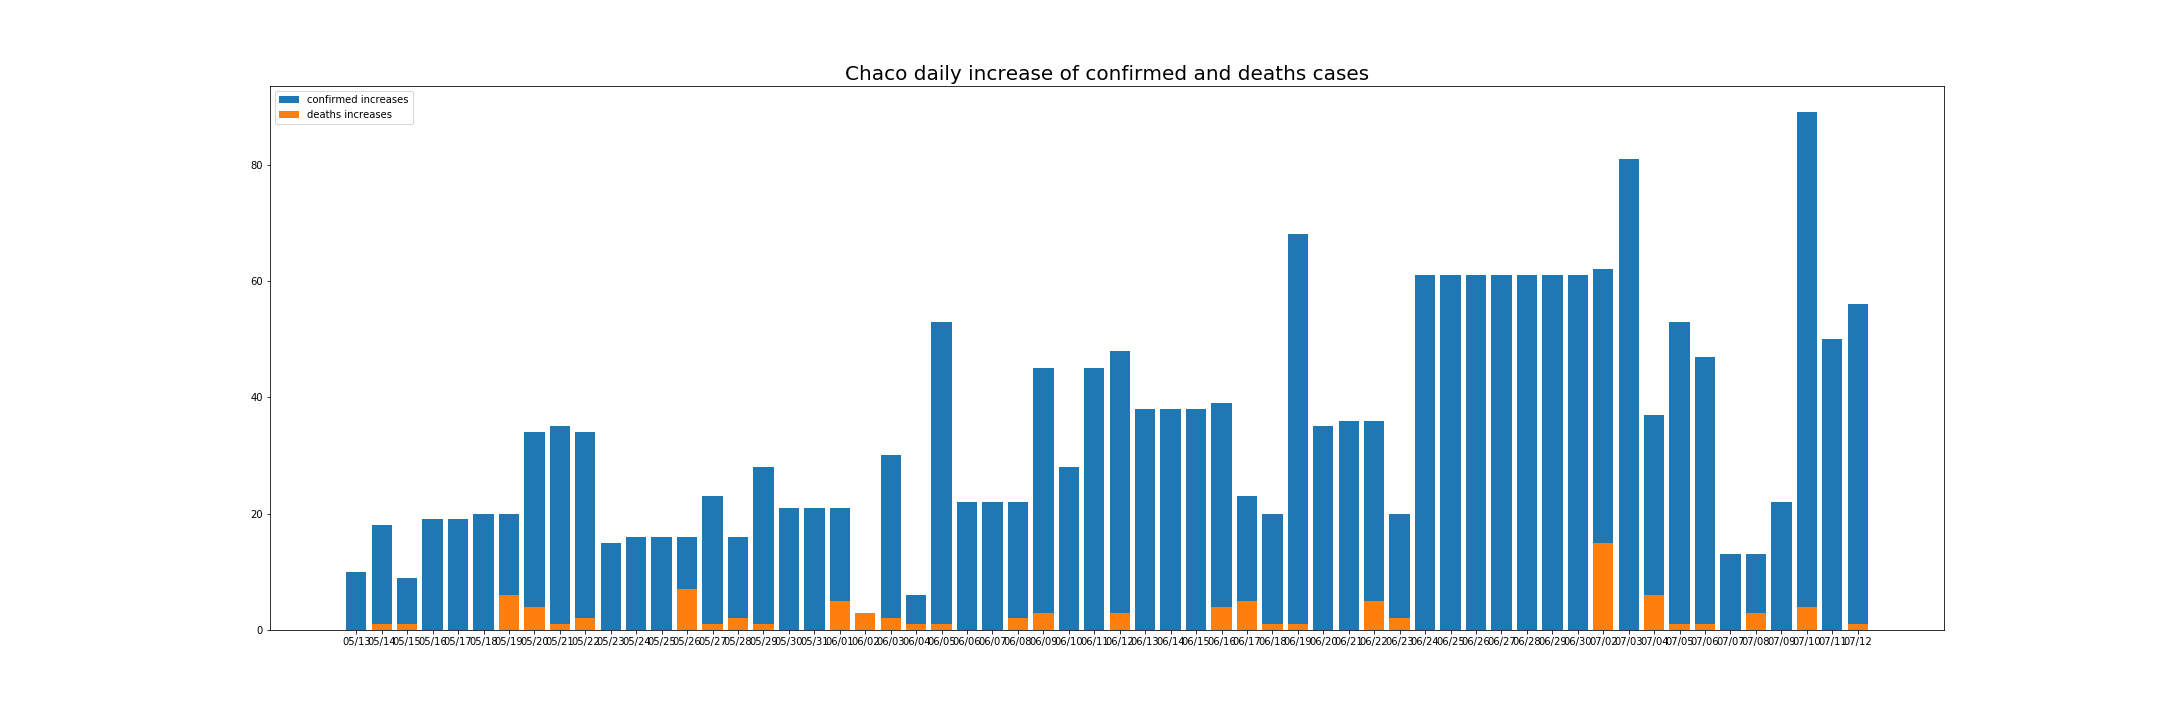 Chaco daily increase of confirmed and deaths cases
confirmed increases
deaths increases
80
60
40
20
0
05/13 05/14 05/15 05/16 05/17 05/18 05/19 05/20 05/21 05/22 05/23 05/24 05/25 05/26 05/27 05/28 05/29 05/30 05/31 06/01 06/02 06/03 06/04 06/05 06/06 06/07 06/08 06/09 06/10 06/11 06/12 06/13 06/14 06/15 06/16 06/17 06/18 06/19 06/20 06/21 06/22 06/23 06/24 06/25 06/26 06/27 06/28 06/29 06/30 07/02 07/03 07/04 07/05 07/06 07/07 07/08 07/09 07/10 07/11 07/12